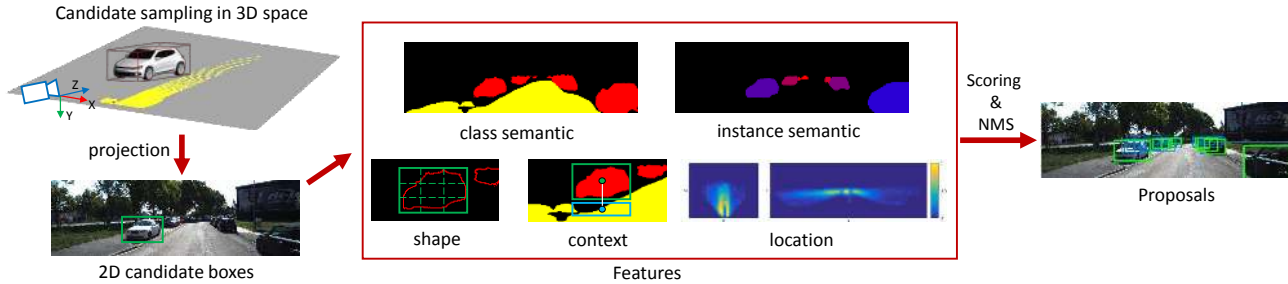 Candidate sampling in 3D space
Z
X
Y
projection
2D candidate boxes
class semantic
instance semantic
shape
context
location
Features
Scoring
&
NMS
Proposals